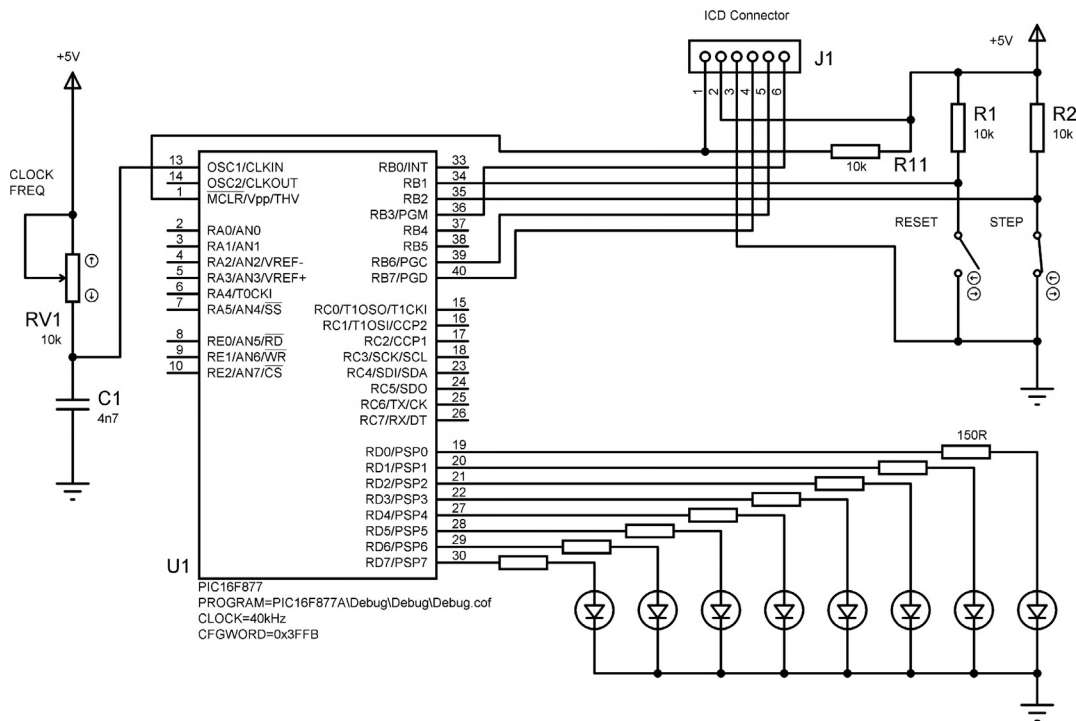 ICD Connector
J1
1
2
3
4
5
6
+5V
+5V
CLOCK
FREQ
RV1
10k
C1
4n7
R1
10k
R2
10k
R11
10k
RESET
STEP
13 OSC1/CLKIN
14 OSC2/CLKOUT
1 MCLR/Vpp/THV
2 RA0/AN0
3 RA1/AN1
4 RA2/AN2/VREF-
5 RA3/AN3/VREF+
6 RA4/T0CKI
7 RA5/AN4/SS
8 RE0/AN5/RD
9 RE1/AN6/WR
10 RE2/AN7/CS
RB0/INT 33
RB1 34
RB2 35
RB3/PGM 36
RB4 37
RB5 38
RB6/PGC 39
RB7/PGD 40
RC0/T1OSO/T1CKI 15
RC1/T1OSI/CCP2 16
RC2/CCP1 17
RC3/SCK/SCL 18
RC4/SDI/SDA 23
RC5/SDO 24
RC6/TX/CK 25
RC7/RX/DT 26
RD0/PSP0 19
RD1/PSP1 20
RD2/PSP2 21
RD3/PSP3 22
RD4/PSP4 27
RD5/PSP5 28
RD6/PSP6 29
RD7/PSP7 30
150R
U1
PIC16F877
PROGRAM=PIC16F877A\Debug\Debug\Debug.cof
CLOCK=40kHz
CFGWORD=0x3FFB